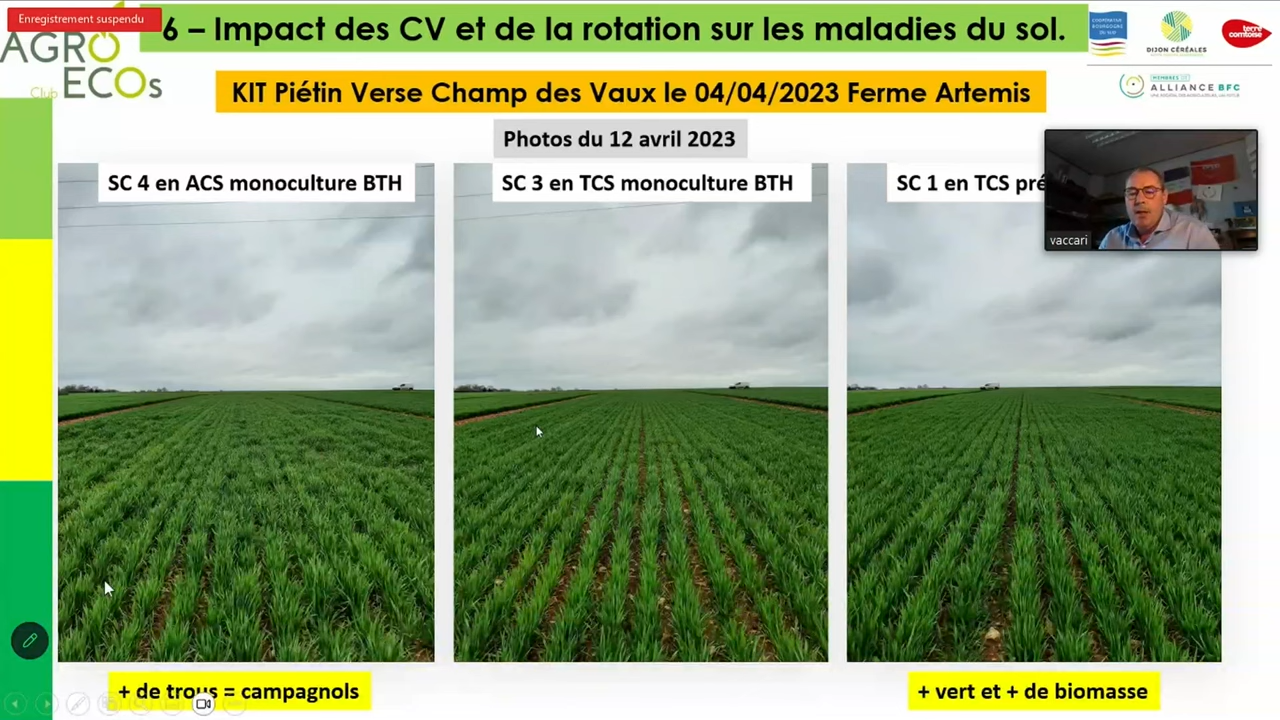 Enregistrement suspendu
AGRO
Club ECOs
6 – Impact des CV et de la rotation sur les maladies du sol.
DIJON CÉRÉALES
terre comtoise
ALLIANCE BFC
KIT Piétin Verse Champ des Vaux le 04/04/2023 Ferme Artemis
Photos du 12 avril 2023
SC 4 en ACS monoculture BTH
SC 3 en TCS monoculture BTH
SC 1 en TCS pré
vaccari
+ de trous = campagnols
+ vert et + de biomasse